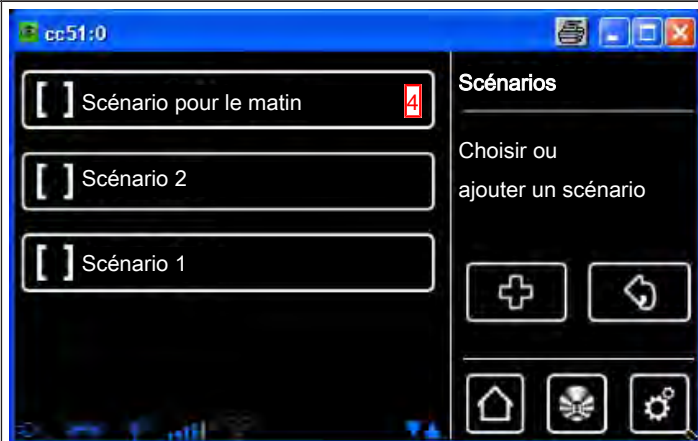 cc51:0
Scénario pour le matin 4
Scénario 2
Scénario 1
Scénarios
Choisir ou
ajouter un scénario